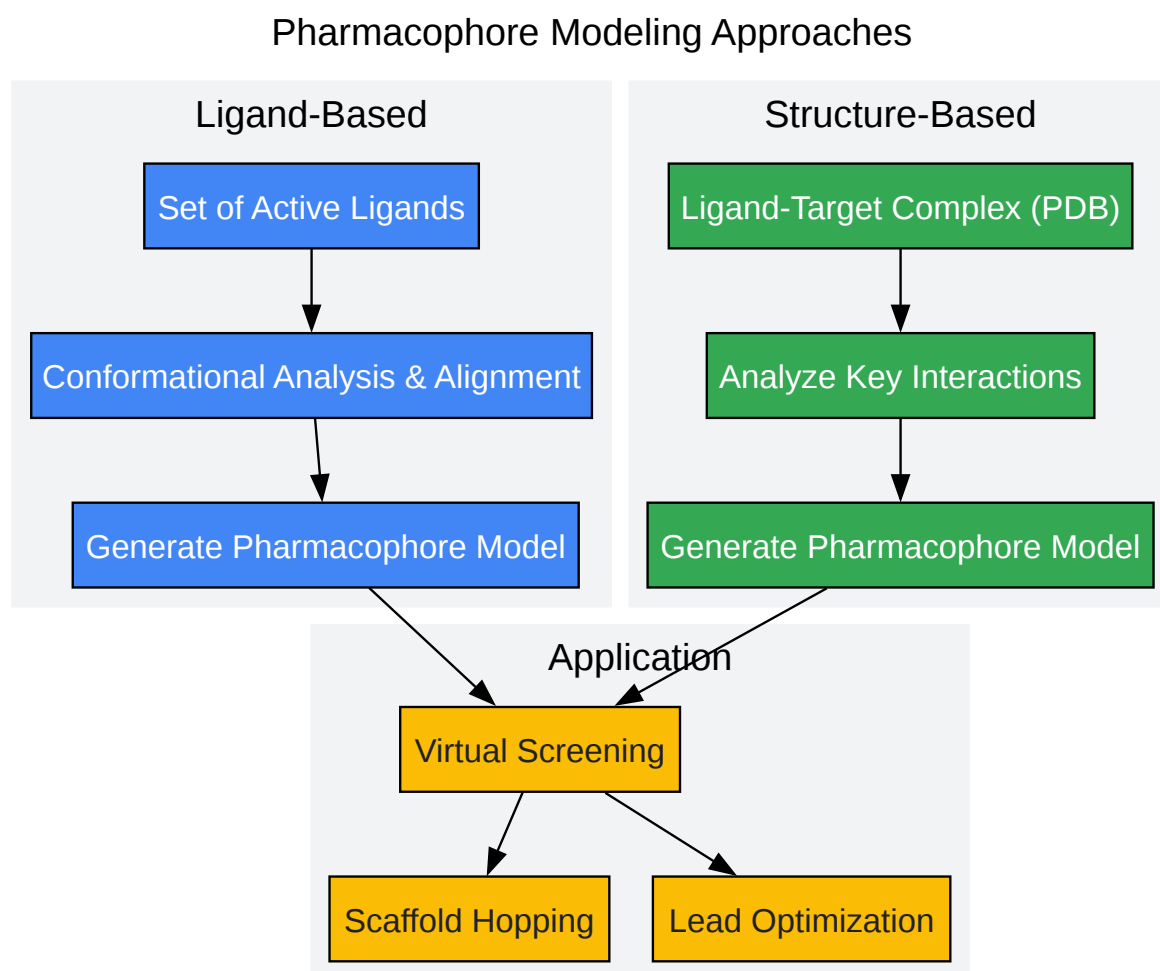 Pharmacophore Modeling Approaches
Ligand-Based
Set of Active Ligands
Conformational Analysis & Alignment
Generate Pharmacophore Model
Structure-Based
Ligand-Target Complex (PDB)
Analyze Key Interactions
Generate Pharmacophore Model
Application
Virtual Screening
Scaffold Hopping
Lead Optimization